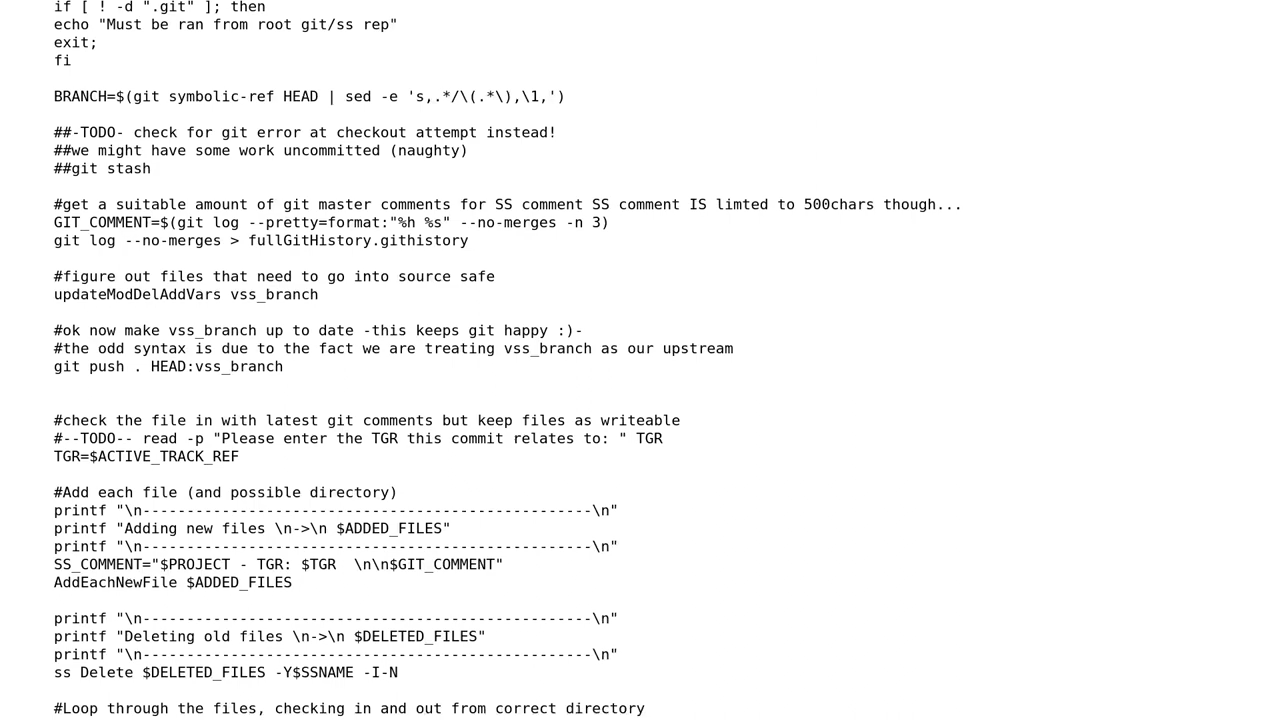 if [ ! -d ".git" ]; then
echo "Must be ran from root git/ss rep"
exit;
fi
BRANCH=$(git symbolic-ref HEAD | sed -e 's,.*/\(.*\),\1,')
##-TODO- check for git error at checkout attempt instead!
##we might have some work uncommitted (naughty)
##git stash
#get a suitable amount of git master comments for SS comment SS comment IS limted to 500chars though...
GIT_COMMENT=$(git log --pretty=format:"%h %s" --no-merges -n 3)
git log --no-merges > fullGitHistory.githistory
#figure out files that need to go into source safe
updateModDelAddVars vss_branch
#ok now make vss_branch up to date -this keeps git happy :)-
#the odd syntax is due to the fact we are treating vss_branch as our upstream
git push . HEAD:vss_branch
#check the file in with latest git comments but keep files as writeable
#--TODO-- read -p "Please enter the TGR this commit relates to: " TGR
TGR=$ACTIVE_TRACK_REF
#Add each file (and possible directory)
printf "\n---------------------------------------------------\n"
printf "Adding new files \n->\n $ADDED_FILES"
printf "\n---------------------------------------------------\n"
SS_COMMENT="$PROJECT - TGR: $TGR  \n\n$GIT_COMMENT"
AddEachNewFile $ADDED_FILES
printf "\n---------------------------------------------------\n"
printf "Deleting old files \n->\n $DELETED_FILES"
printf "\n---------------------------------------------------\n"
ss Delete $DELETED_FILES -Y$SSNAME -I-N
#Loop through the files, checking in and out from correct directory